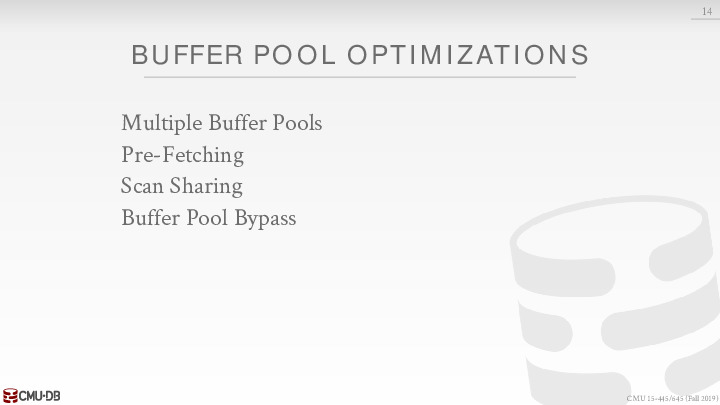 14
BUFFER POOL OPTIMIZATIONS
Multiple Buffer Pools
Pre-Fetching
Scan Sharing
Buffer Pool Bypass
CMU·DB
CMU 15-445/645 (Fall 2019)